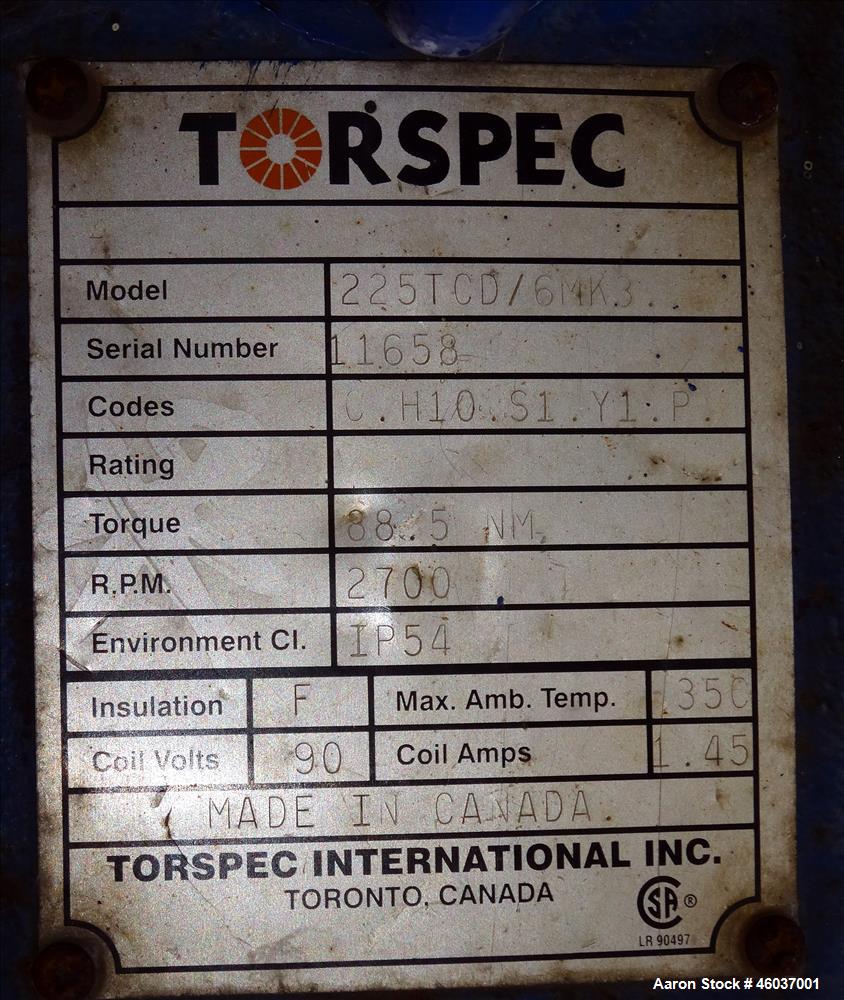 TORSPEC
Model 225TCD/6MK3.
Serial Number 11658
Codes C.H10.S1.Y1.P.
Rating
Torque 88.5 NM
R.P.M. 2700
Environment Cl. IP54
Insulation F Max. Amb. Temp. 35C
Coil Volts 90 Coil Amps 1.45
MADE IN CANADA.
TORSPEC INTERNATIONAL INC.
TORONTO, CANADA
SA ®
LR 90497
Aaron Stock # 46037001